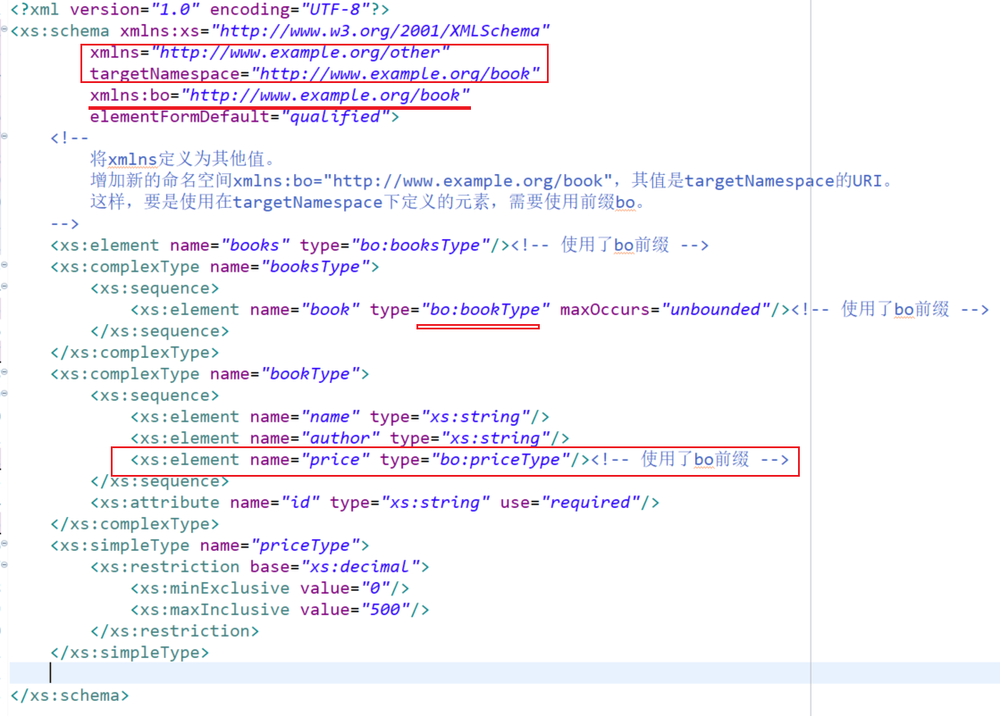 <?xml version="1.0" encoding="UTF-8"?>
<xs:schema xmlns:xs="http://www.w3.org/2001/XMLSchema"
xmlns="http://www.example.org/other"
targetNamespace="http://www.example.org/book"
xmlns:bo="http://www.example.org/book"
elementFormDefault="qualified">
<!--
将xmlns定义为其他值。
增加新的命名空间xmlns:bo="http://www.example.org/book", 其值是targetNamespace的URI。
这样，要是使用在targetNamespace下定义的元素，需要使用前缀bo。
-->
<xs:element name="books" type="bo:booksType"/><!-- 使用了bo前缀 -->
<xs:complexType name="booksType">
<xs:sequence>
<xs:element name="book" type="bo:bookType" maxOccurs="unbounded"/><!-- 使用了bo前缀 -->
</xs:sequence>
</xs:complexType>
<xs:complexType name="bookType">
<xs:sequence>
<xs:element name="name" type="xs:string"/>
<xs:element name="author" type="xs:string"/>
<xs:element name="price" type="bo:priceType"/><!-- 使用了bo前缀 -->
</xs:sequence>
<xs:attribute name="id" type="xs:string" use="required"/>
</xs:complexType>
<xs:simpleType name="priceType">
<xs:restriction base="xs:decimal">
<xs:minExclusive value="0"/>
<xs:maxInclusive value="500"/>
</xs:restriction>
</xs:simpleType>
</xs:schema>